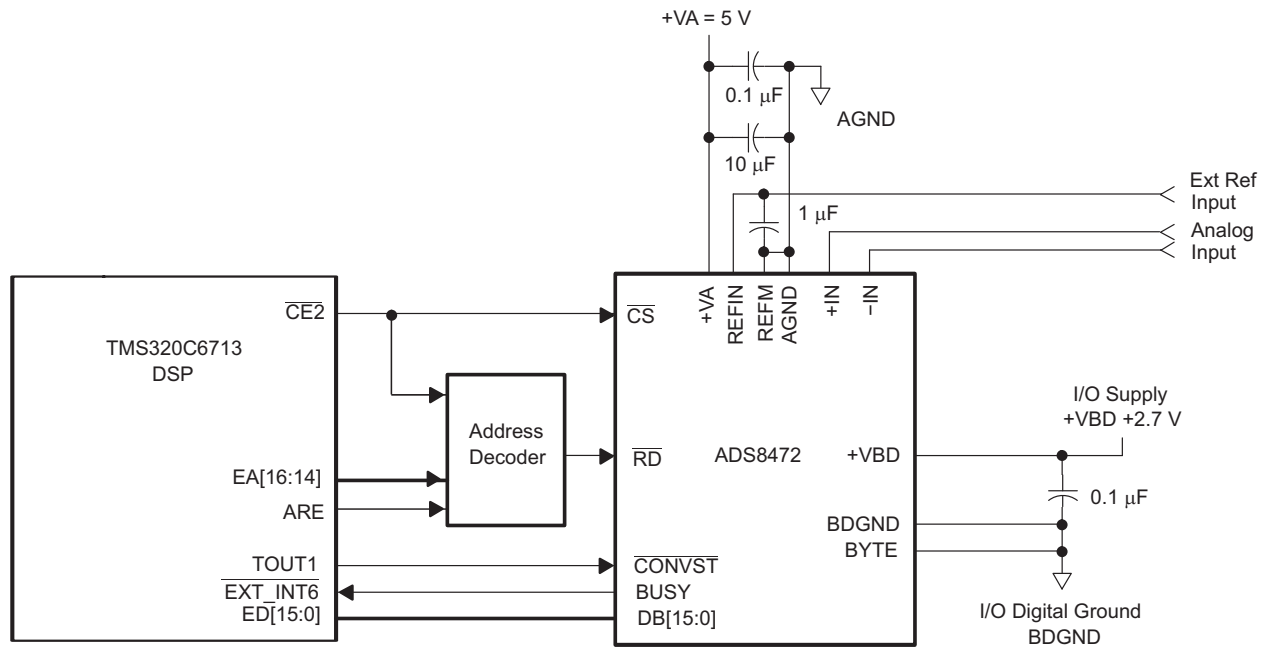 +VA = 5 V
0.1 μF
AGND
10 μF
Ext Ref
Input
1 μF
Analog
Input
+VA
REFIN
REFM
AGND
+IN
−IN
CE2
CS
TMS320C6713
DSP
I/O Supply
+VBD +2.7 V
Address
Decoder
RD
ADS8472
+VBD
EA[16:14]
0.1 μF
ARE
BDGND
BYTE
TOUT1
CONVST
EXT_INT6
BUSY
ED[15:0]
DB[15:0]
I/O Digital Ground
BDGND